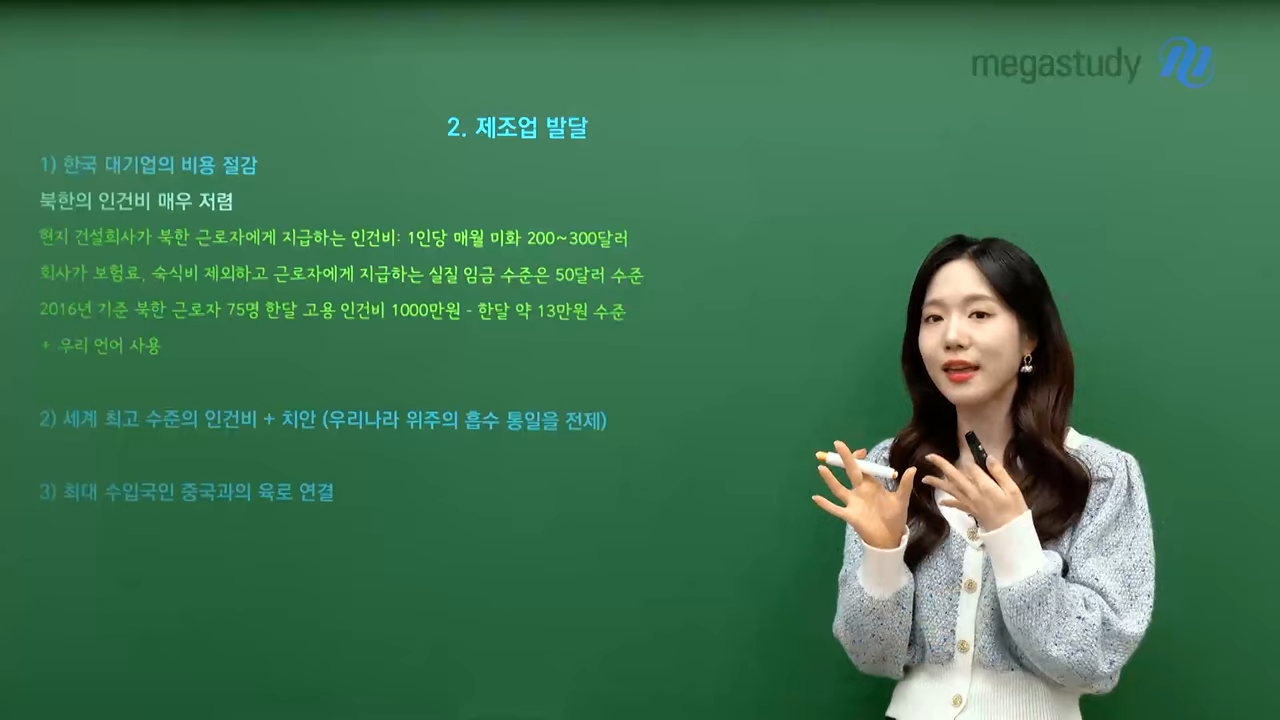 megastudy
2. 제조업 발달
1) 한국 대기업의 비용 절감
북한의 인건비 매우 저렴
현지 건설회사가 북한 근로자에게 지급하는 인건비: 1인당 매월 미화 200~300달러
회사가 보험료, 숙식비 제외하고 근로자에게 지급하는 실질 임금 수준은 50달러 수준
2016년 기준 북한 근로자 75명 한달 고용 인건비 1000만원 - 한달 약 13만원 수준
+ 우리 언어 사용
2) 세계 최고 수준의 인건비 + 치안 (우리나라 위주의 흡수 통일을 전제)
3) 최대 수입국인 중국과의 육로 연결